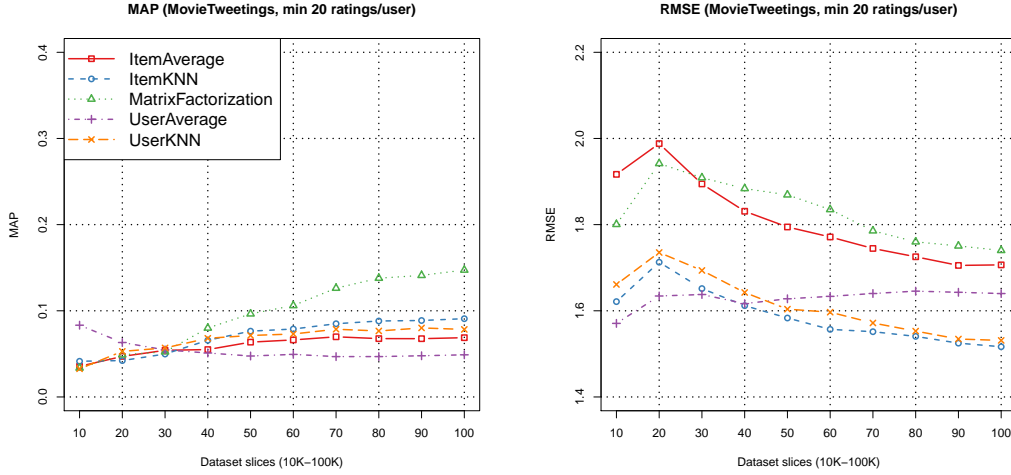 MAP (MovieTweetings, min 20 ratings/user)
0.0 0.1 0.2 0.3 0.4
MAP
ItemAverage
ItemKNN
MatrixFactorization
UserAverage
UserKNN
10 20 30 40 50 60 70 80 90 100
Dataset slices (10K−100K)
RMSE (MovieTweetings, min 20 ratings/user)
1.4 1.6 1.8 2.0 2.2
RMSE
10 20 30 40 50 60 70 80 90 100
Dataset slices (10K−100K)